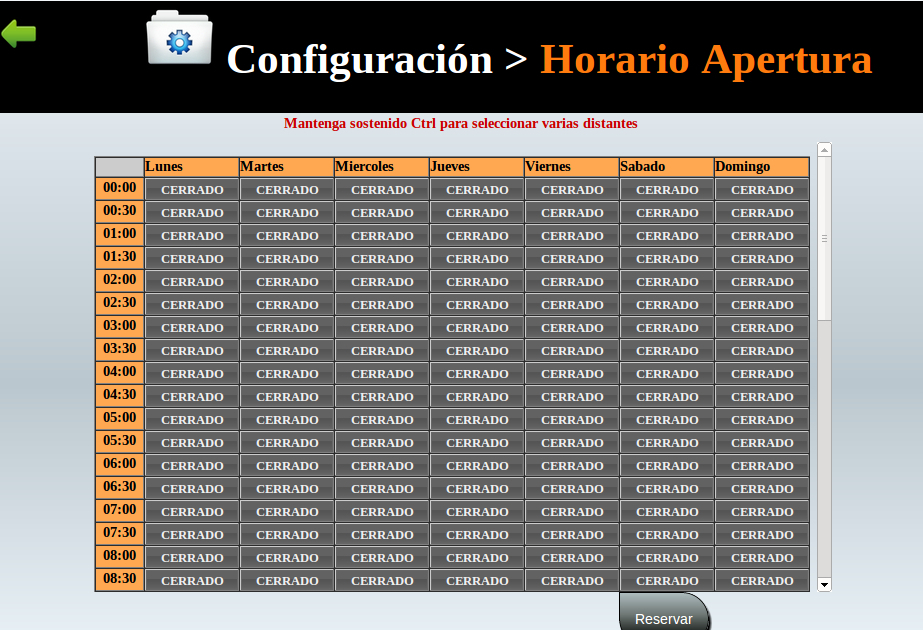 Configuración > Horario Apertura
Mantenga sostenido Ctrl para seleccionar varias distantes
Lunes Martes Miercoles Jueves Viernes Sabado Domingo
00:00 CERRADO CERRADO CERRADO CERRADO CERRADO CERRADO CERRADO
00:30 CERRADO CERRADO CERRADO CERRADO CERRADO CERRADO CERRADO
01:00 CERRADO CERRADO CERRADO CERRADO CERRADO CERRADO CERRADO
01:30 CERRADO CERRADO CERRADO CERRADO CERRADO CERRADO CERRADO
02:00 CERRADO CERRADO CERRADO CERRADO CERRADO CERRADO CERRADO
02:30 CERRADO CERRADO CERRADO CERRADO CERRADO CERRADO CERRADO
03:00 CERRADO CERRADO CERRADO CERRADO CERRADO CERRADO CERRADO
03:30 CERRADO CERRADO CERRADO CERRADO CERRADO CERRADO CERRADO
04:00 CERRADO CERRADO CERRADO CERRADO CERRADO CERRADO CERRADO
04:30 CERRADO CERRADO CERRADO CERRADO CERRADO CERRADO CERRADO
05:00 CERRADO CERRADO CERRADO CERRADO CERRADO CERRADO CERRADO
05:30 CERRADO CERRADO CERRADO CERRADO CERRADO CERRADO CERRADO
06:00 CERRADO CERRADO CERRADO CERRADO CERRADO CERRADO CERRADO
06:30 CERRADO CERRADO CERRADO CERRADO CERRADO CERRADO CERRADO
07:00 CERRADO CERRADO CERRADO CERRADO CERRADO CERRADO CERRADO
07:30 CERRADO CERRADO CERRADO CERRADO CERRADO CERRADO CERRADO
08:00 CERRADO CERRADO CERRADO CERRADO CERRADO CERRADO CERRADO
08:30 CERRADO CERRADO CERRADO CERRADO CERRADO CERRADO CERRADO
Reservar